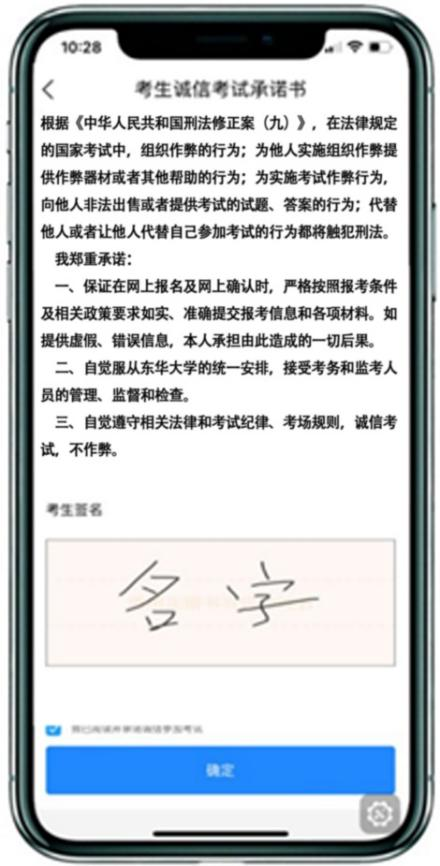 10:28
考生诚信考试承诺书
根据《中华人民共和国刑法修正案（九）》，在法律规定
的国家考试中，组织作弊的行为；为他人实施组织作弊提
供作弊器材或者其他帮助的行为；为实施考试作弊行为，
向他人非法出售或者提供考试的试题、答案的行为；代替
他人或者让他人代替自己参加考试的行为都将触犯刑法。
我郑重承诺：
一、保证在网上报名及网上确认时，严格按照报考条件
及相关政策要求如实、准确提交报考信息和各项材料。如
提供虚假、错误信息，本人承担由此造成的一切后果。
二、自觉服从东华大学的统一安排，接受考务和监考人
员的管理、监督和检查。
三、自觉遵守相关法律和考试纪律、考场规则，诚信考
试，不作弊。
考生签名
名字
确定